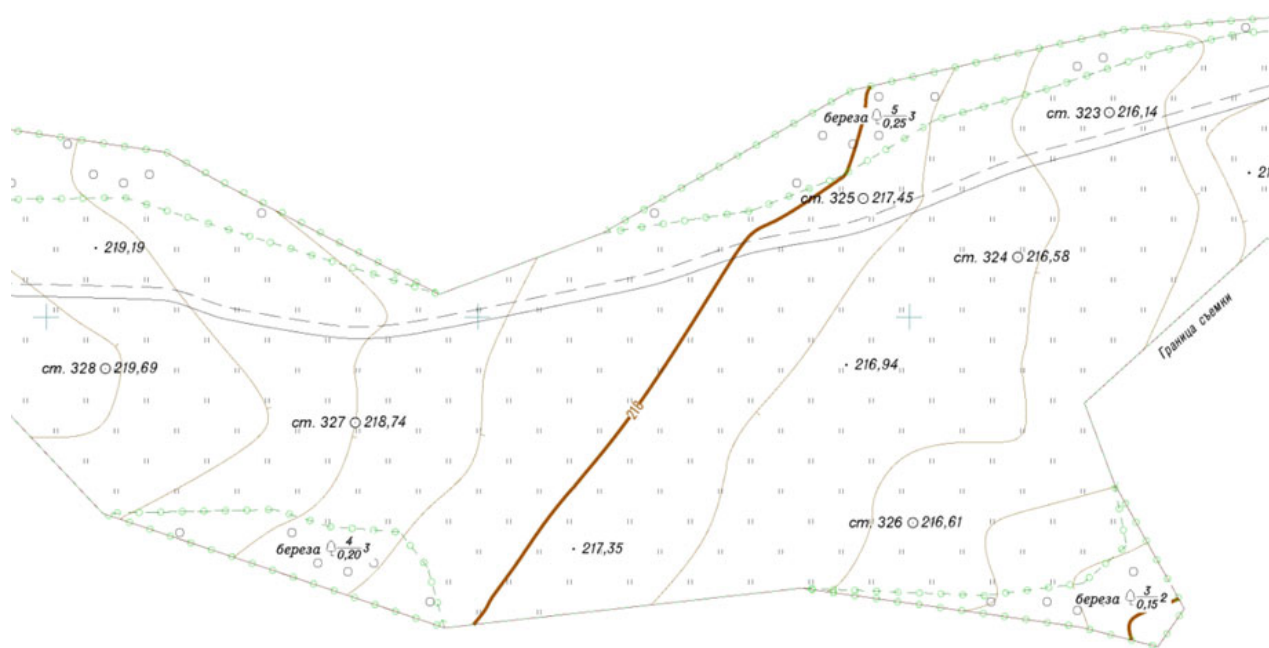 береза 5 0,25 3
ст. 323 216,14
21
ст. 325 217,45
219,19
ст. 324 216,58
Граница съемки
ст. 328 219,69
216,94
218
ст. 327 218,74
ст. 326 216,61
береза 4 0,20 3
217,35
береза 3 0,15 2